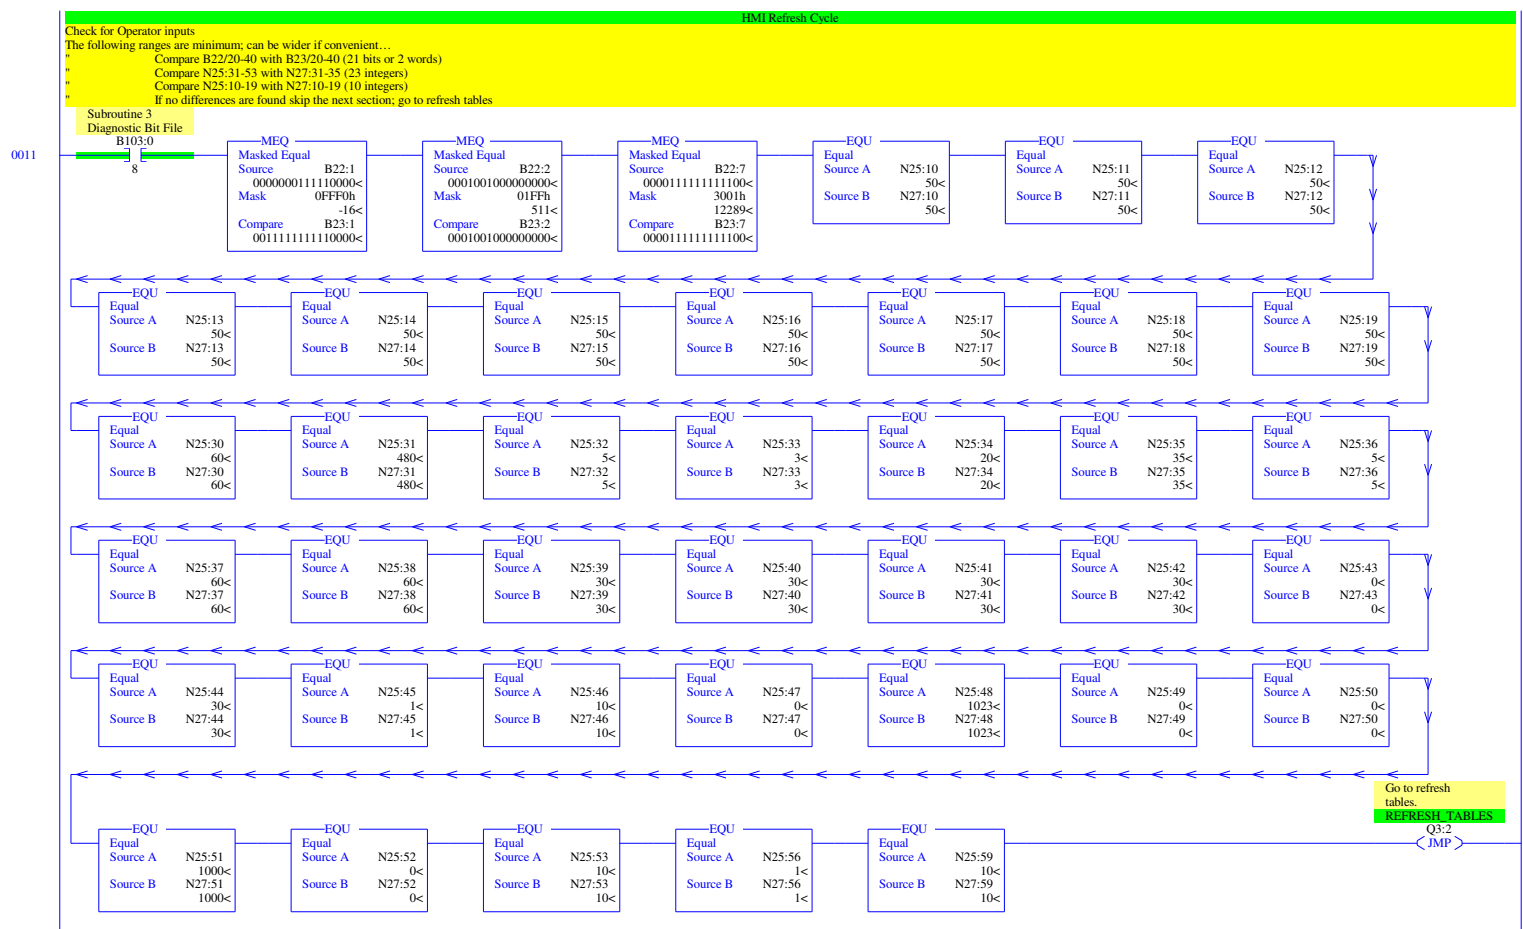 HMI Refresh Cycle
Check for Operator inputs
The following ranges are minimum; can be wider if convenient…
" Compare B22/20-40 with B23/20-40 (21 bits or 2 words)
" Compare N25:31-53 with N27:31-35 (23 integers)
" Compare N25:10-19 with N27:10-19 (10 integers)
" If no differences are found skip the next section; go to refresh tables
Subroutine 3
Diagnostic Bit File
B103:0
8
0011
MEQ
Masked Equal
Source B22:1
0000000111110000<
Mask 0FFF0h
-16<
Compare B23:1
0011111111110000<
MEQ
Masked Equal
Source B22:2
0001001000000000<
Mask 01FFh
511<
Compare B23:2
0001001000000000<
MEQ
Masked Equal
Source B22:7
0000111111111100<
Mask 3001h
12289<
Compare B23:7
0000111111111100<
EQU
Equal
Source A N25:10
50<
Source B N27:10
50<
EQU
Equal
Source A N25:11
50<
Source B N27:11
50<
EQU
Equal
Source A N25:12
50<
Source B N27:12
50<
EQU
Equal
Source A N25:13
50<
Source B N27:13
50<
EQU
Equal
Source A N25:14
50<
Source B N27:14
50<
EQU
Equal
Source A N25:15
50<
Source B N27:15
50<
EQU
Equal
Source A N25:16
50<
Source B N27:16
50<
EQU
Equal
Source A N25:17
50<
Source B N27:17
50<
EQU
Equal
Source A N25:18
50<
Source B N27:18
50<
EQU
Equal
Source A N25:19
50<
Source B N27:19
50<
EQU
Equal
Source A N25:30
60<
Source B N27:30
60<
EQU
Equal
Source A N25:31
480<
Source B N27:31
480<
EQU
Equal
Source A N25:32
5<
Source B N27:32
5<
EQU
Equal
Source A N25:33
3<
Source B N27:33
3<
EQU
Equal
Source A N25:34
20<
Source B N27:34
20<
EQU
Equal
Source A N25:35
35<
Source B N27:35
35<
EQU
Equal
Source A N25:36
5<
Source B N27:36
5<
EQU
Equal
Source A N25:37
60<
Source B N27:37
60<
EQU
Equal
Source A N25:38
60<
Source B N27:38
60<
EQU
Equal
Source A N25:39
30<
Source B N27:39
30<
EQU
Equal
Source A N25:40
30<
Source B N27:40
30<
EQU
Equal
Source A N25:41
30<
Source B N27:41
30<
EQU
Equal
Source A N25:42
30<
Source B N27:42
30<
EQU
Equal
Source A N25:43
0<
Source B N27:43
0<
EQU
Equal
Source A N25:44
30<
Source B N27:44
30<
EQU
Equal
Source A N25:45
1<
Source B N27:45
1<
EQU
Equal
Source A N25:46
10<
Source B N27:46
10<
EQU
Equal
Source A N25:47
0<
Source B N27:47
0<
EQU
Equal
Source A N25:48
1023<
Source B N27:48
1023<
EQU
Equal
Source A N25:49
0<
Source B N27:49
0<
EQU
Equal
Source A N25:50
0<
Source B N27:50
0<
EQU
Equal
Source A N25:51
1000<
Source B N27:51
1000<
EQU
Equal
Source A N25:52
0<
Source B N27:52
0<
EQU
Equal
Source A N25:53
10<
Source B N27:53
10<
EQU
Equal
Source A N25:56
1<
Source B N27:56
1<
EQU
Equal
Source A N25:59
10<
Source B N27:59
10<
Go to refresh
tables.
REFRESH_TABLES
Q3:2
JMP